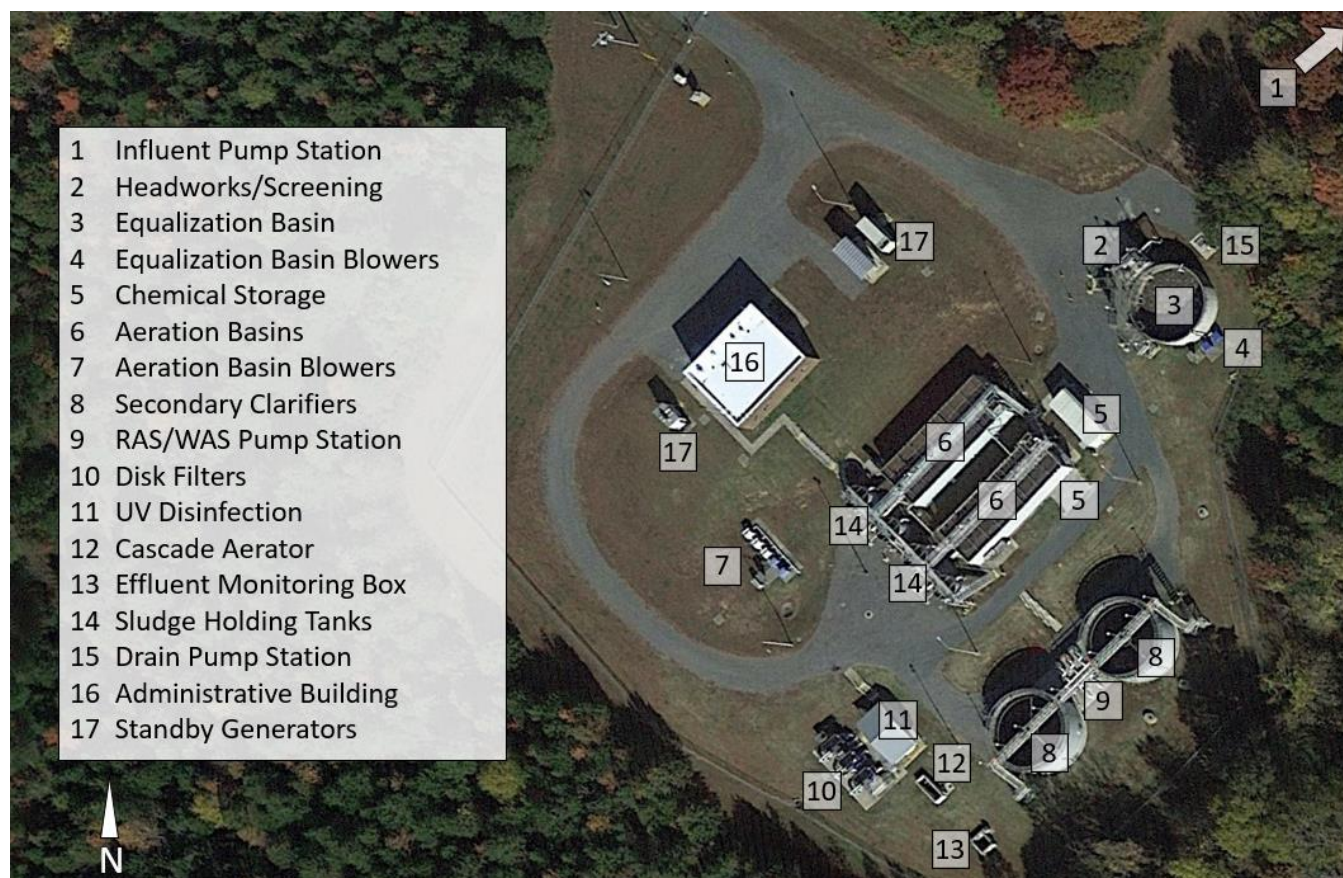 1 Influent Pump Station
2 Headworks/Screening
3 Equalization Basin
4 Equalization Basin Blowers
5 Chemical Storage
6 Aeration Basins
7 Aeration Basin Blowers
8 Secondary Clarifiers
9 RAS/WAS Pump Station
10 Disk Filters
11 UV Disinfection
12 Cascade Aerator
13 Effluent Monitoring Box
14 Sludge Holding Tanks
15 Drain Pump Station
16 Administrative Building
17 Standby Generators
N
1
17
2
15
3
4
16
5
17
6
6
5
14
7
14
8
9
11
8
12
10
13